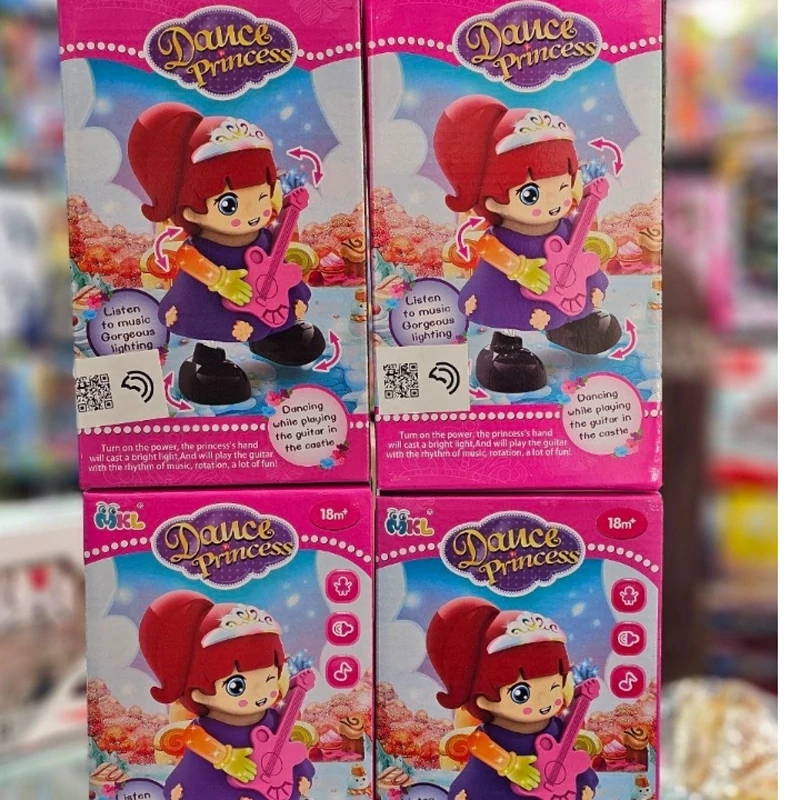 Dance
Princess
Listen
to music
Gorgeous
lighting
Dancing
while playing
the guitar in
the castle
Turn on the power, the princess's hand
will cast a bright light,And will play the guitar
with the rhythm of music, rotation, a lot of fun!
Dance
Princess
Listen
to music
Gorgeous
lighting
Dancing
while playing
the guitar in
the castle
Turn on the power, the princess's hand
will cast a bright light,And will play the guitar
with the rhythm of music, rotation, a lot of fun!
MKL
18m+
Dance
Princess
Listen
MKL
18m+
Dance
Princess